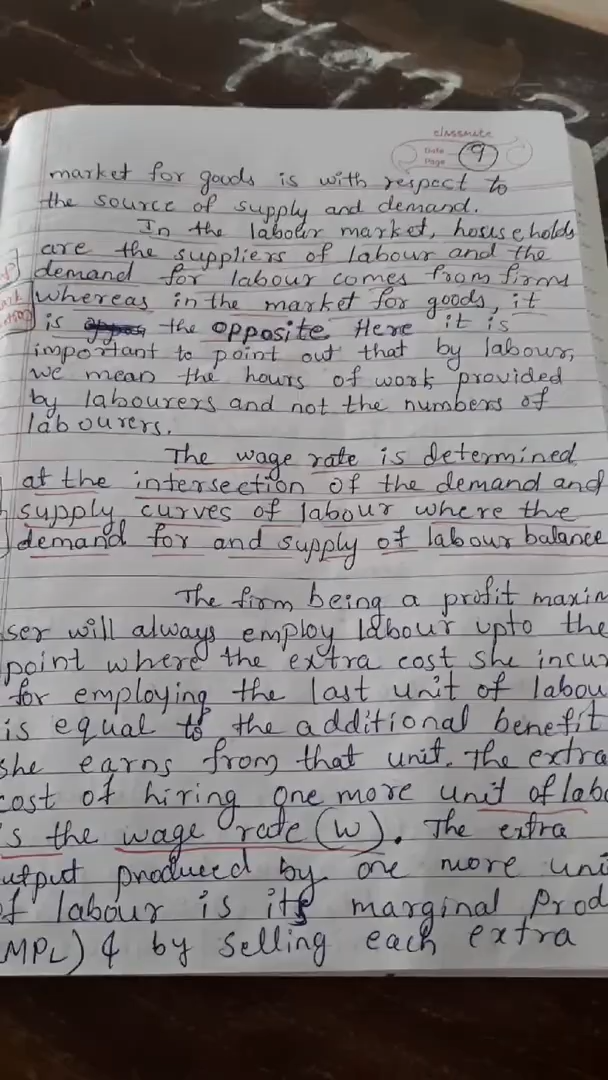 classmate
Date
Page 9
market for goods is with respect to
the source of supply and demand.
In the labour market, households
are the suppliers of labour and the
demand for labour comes from firms
whereas in the market for goods, it
is the opposite Here it is
important to point out that by labour,
we mean the hours of work provided
by labourers and not the numbers of
labourers.
The wage rate is determined
at the intersection of the demand and
supply curves of labour where the
demand for and supply of labour balance
The firm being a profit maxim
ser will always employ labour upto the
point where the extra cost she incur
for employing the last unit of labou
is equal to the additional benefit
she earns from that unit. The extra
cost of hiring one more unit of labo
is the wage rate (w). The extra
utput produced by one more uni
f labour is its marginal Prod
MPL) & by selling each extra